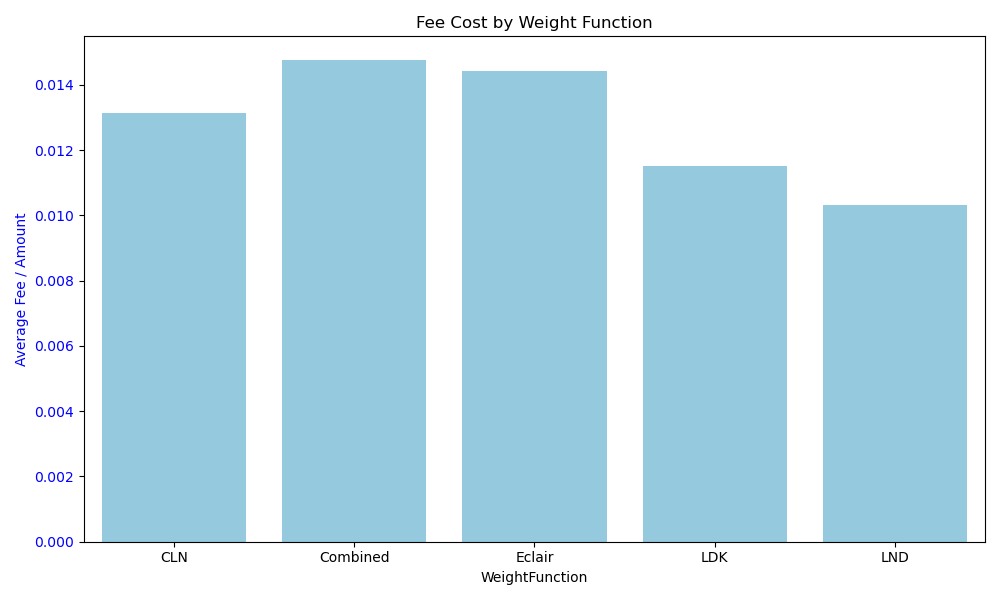 Fee Cost by Weight Function
Average Fee / Amount
0.014
0.012
0.010
0.008
0.006
0.004
0.002
0.000
CLN Combined Eclair LDK LND
WeightFunction